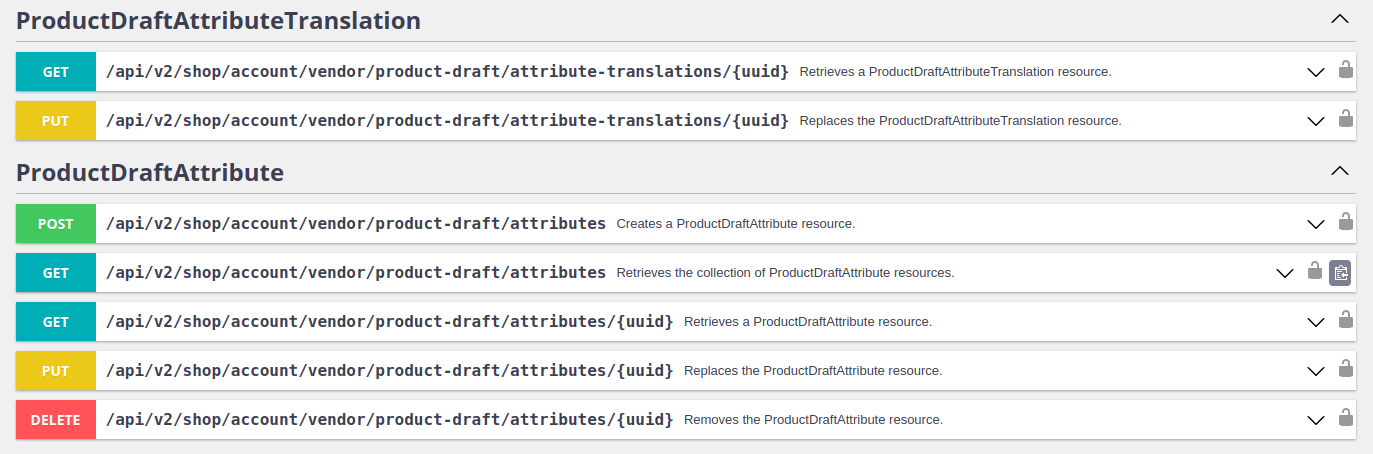 ProductDraftAttributeTranslation
GET /api/v2/shop/account/vendor/product-draft/attribute-translations/{uuid} Retrieves a ProductDraftAttributeTranslation resource.
PUT /api/v2/shop/account/vendor/product-draft/attribute-translations/{uuid} Replaces the ProductDraftAttributeTranslation resource.
ProductDraftAttribute
POST /api/v2/shop/account/vendor/product-draft/attributes Creates a ProductDraftAttribute resource.
GET /api/v2/shop/account/vendor/product-draft/attributes Retrieves the collection of ProductDraftAttribute resources.
GET /api/v2/shop/account/vendor/product-draft/attributes/{uuid} Retrieves a ProductDraftAttribute resource.
PUT /api/v2/shop/account/vendor/product-draft/attributes/{uuid} Replaces the ProductDraftAttribute resource.
DELETE /api/v2/shop/account/vendor/product-draft/attributes/{uuid} Removes the ProductDraftAttribute resource.